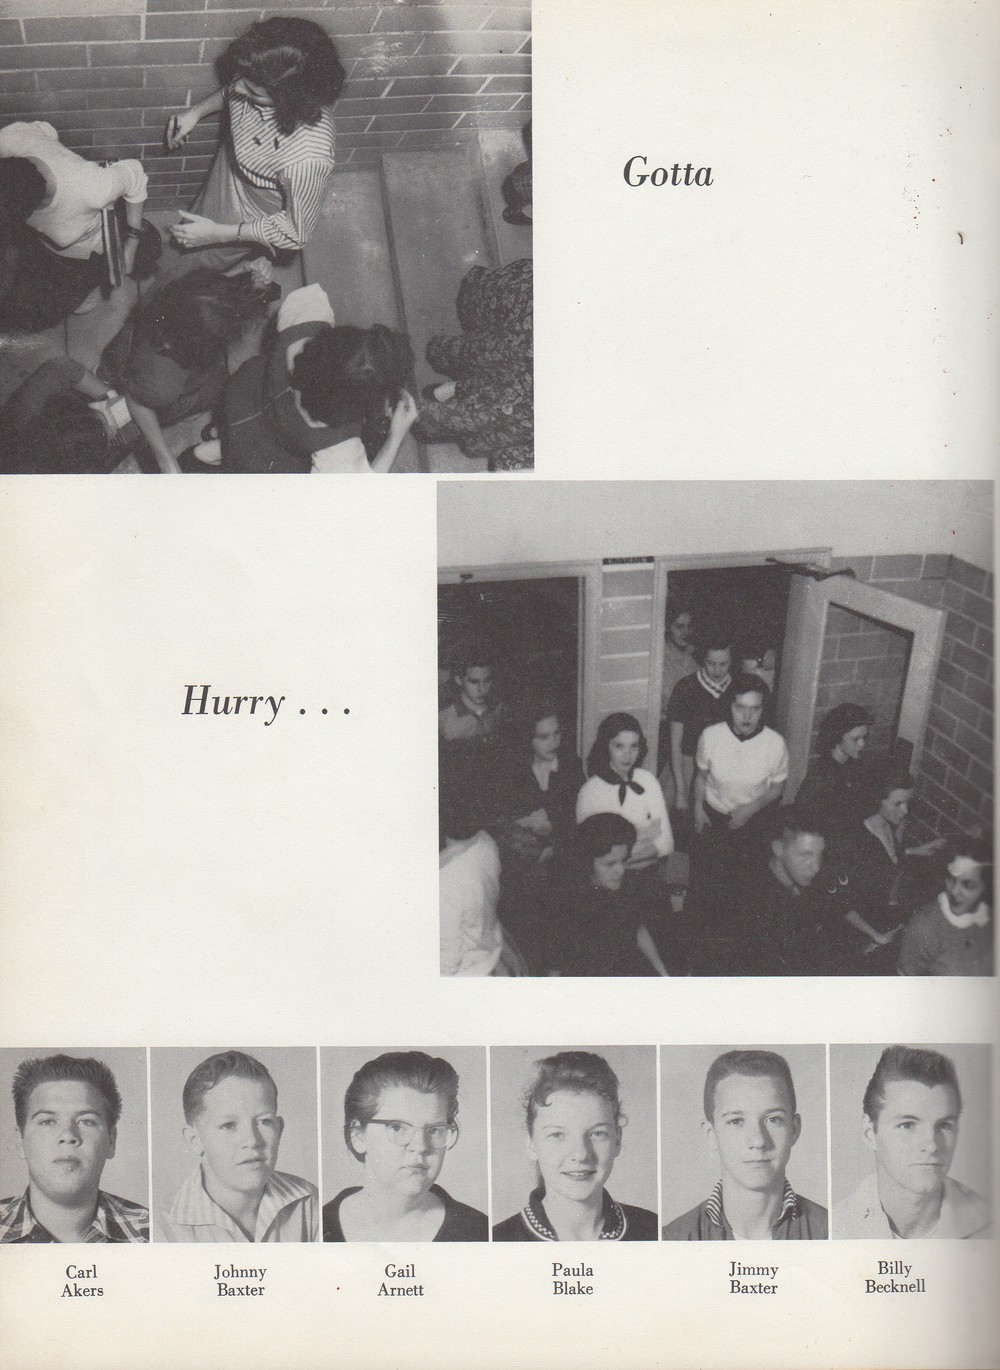 Gotta
Hurry . . .
Carl
Akers
Johnny
Baxter
Gail
Arnett
Paula
Blake
Jimmy
Baxter
Billy
Becknell